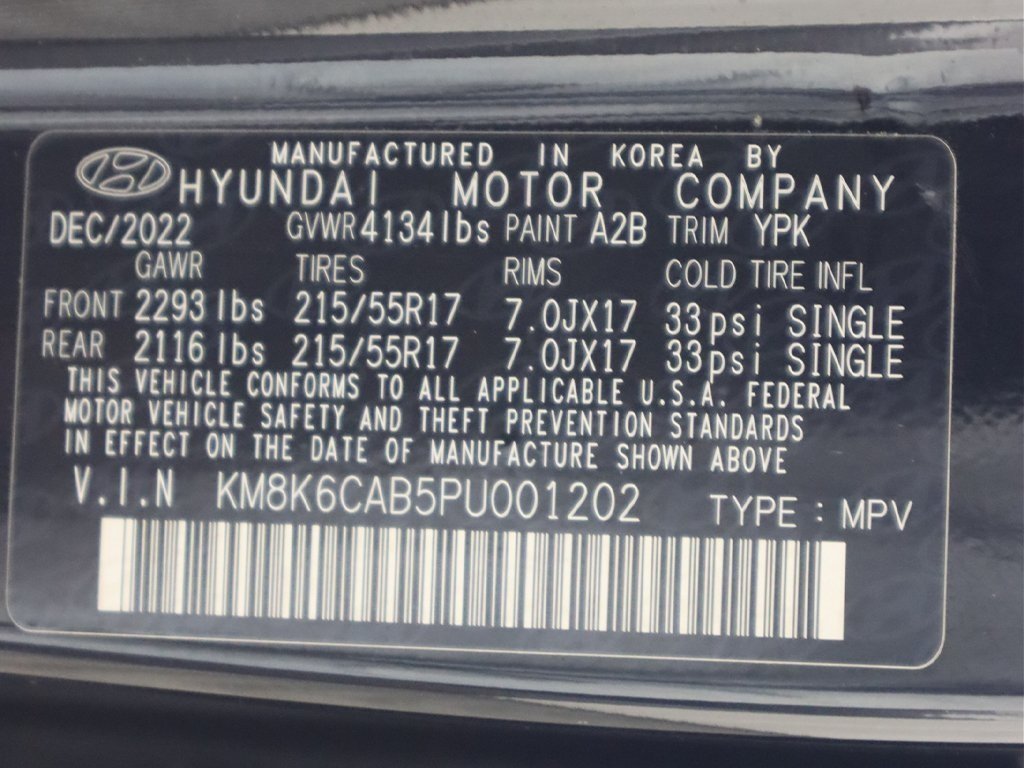 MANUFACTURED IN KOREA BY
HYUNDAI MOTOR COMPANY
DEC/2022 GVWR 4134 lbs PAINT A2B TRIM YPK
GAWR TIRES RIMS COLD TIRE INFL
FRONT 2293 lbs 215/55R17 7.0JX17 33psi SINGLE
REAR 2116 lbs 215/55R17 7.0JX17 33psi SINGLE
THIS VEHICLE CONFORMS TO ALL APPLICABLE U.S.A. FEDERAL
MOTOR VEHICLE SAFETY AND THEFT PREVENTION STANDARDS
IN EFFECT ON THE DATE OF MANUFACTURE SHOWN ABOVE
V.I.N KM8K6CAB5PU001202 TYPE : MPV